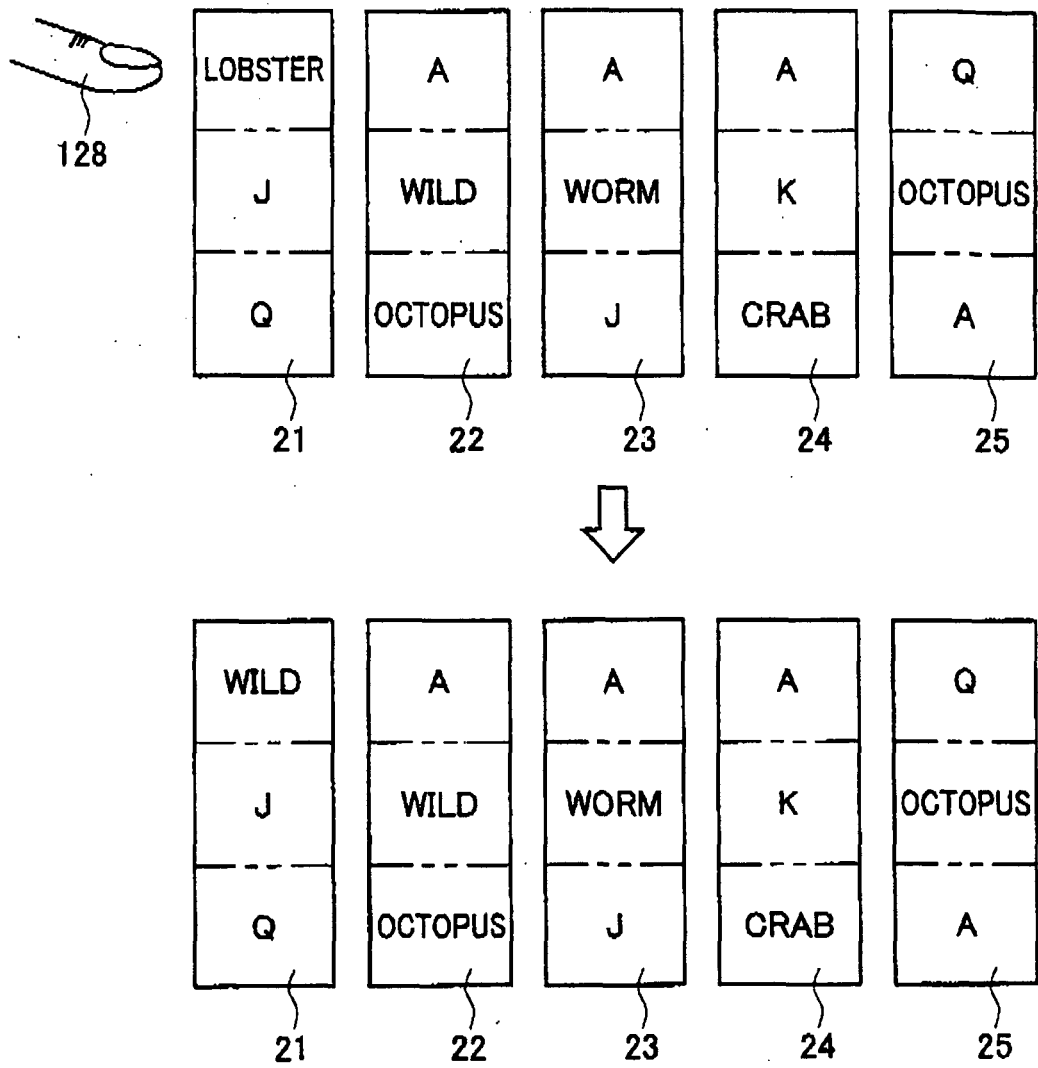 LOBSTER A A A Q
128
J WILD WORM K OCTOPUS
Q OCTOPUS J CRAB A
21 22 23 24 25
WILD A A A Q
J WILD WORM K OCTOPUS
Q OCTOPUS J CRAB A
21 22 23 24 25